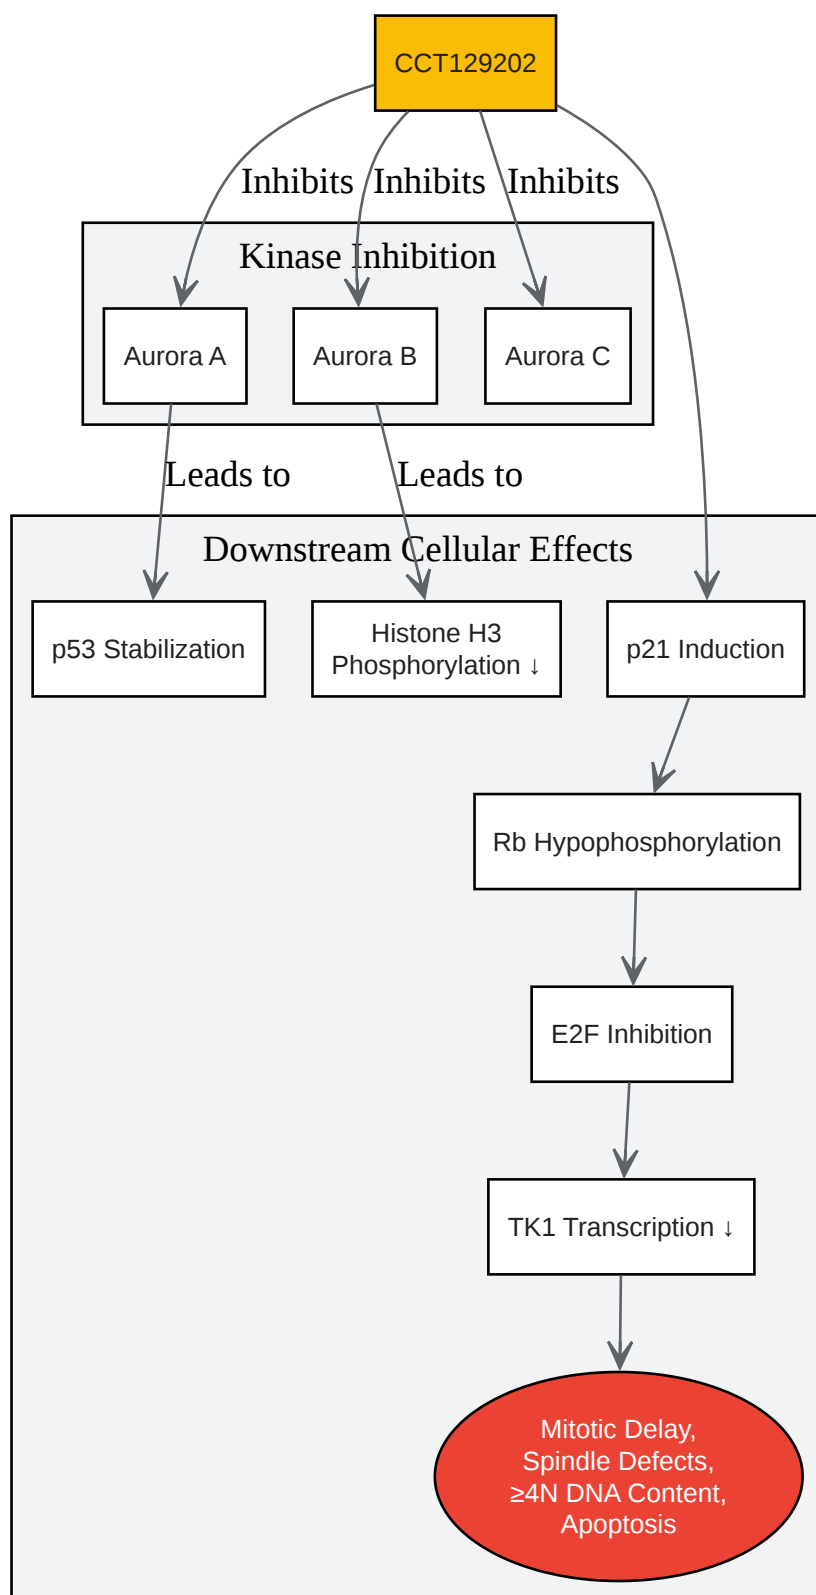 CCT129202
Inhibits Inhibits Inhibits
Kinase Inhibition
Aurora A Aurora B Aurora C
Leads to Leads to
Downstream Cellular Effects
p53 Stabilization
Histone H3
Phosphorylation ↓
p21 Induction
Rb Hypophosphorylation
E2F Inhibition
TK1 Transcription ↓
Mitotic Delay,
Spindle Defects,
≥4N DNA Content,
Apoptosis